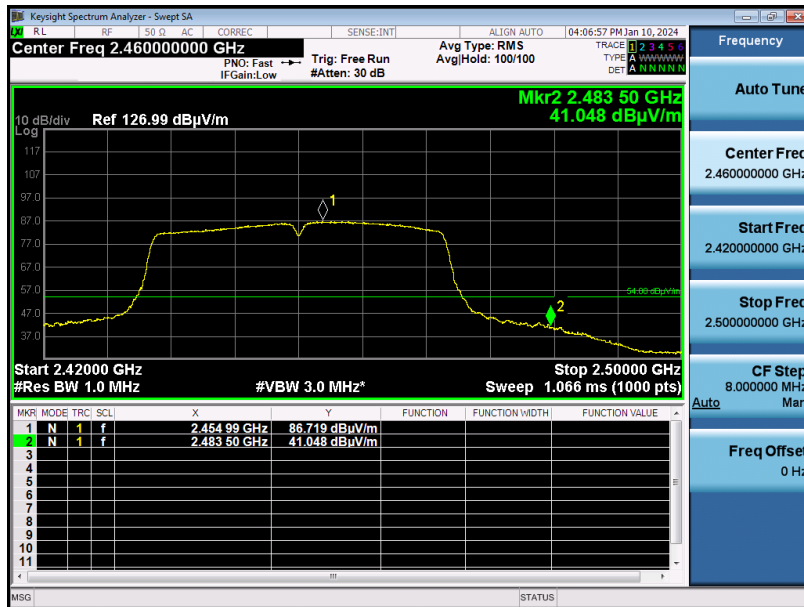 Keysight Spectrum Analyzer - Swept SA
LXI RL RF 50 Ω AC CORREC SENSE:INT ALIGN AUTO 04:06:57 PM Jan 10, 2024
Center Freq 2.460000000 GHz
PNO: Fast
IFGain:Low
Trig: Free Run
#Atten: 30 dB
Avg Type: RMS
Avg|Hold: 100/100
TRACE 1 2 3 4 5 6
TYPE A WWWWW
DET A N N N N N
Mkr2 2.483 50 GHz
41.048 dBµV/m
10 dB/div Ref 126.99 dBµV/m
Log
117
107
97.0
87.0
77.0
67.0
57.0
47.0
37.0
1
2
54.00 dBµV/m
Start 2.42000 GHz Stop 2.50000 GHz
#Res BW 1.0 MHz #VBW 3.0 MHz* Sweep 1.066 ms (1000 pts)
MKR MODE TRC SCL X Y FUNCTION FUNCTION WIDTH FUNCTION VALUE
1 N 1 f 2.454 99 GHz 86.719 dBµV/m
2 N 1 f 2.483 50 GHz 41.048 dBµV/m
3
4
5
6
7
8
9
10
11
MSG STATUS
Frequency
Auto Tune
Center Freq
2.460000000 GHz
Start Freq
2.420000000 GHz
Stop Freq
2.500000000 GHz
CF Step
8.000000 MHz
Auto Man
Freq Offset
0 Hz